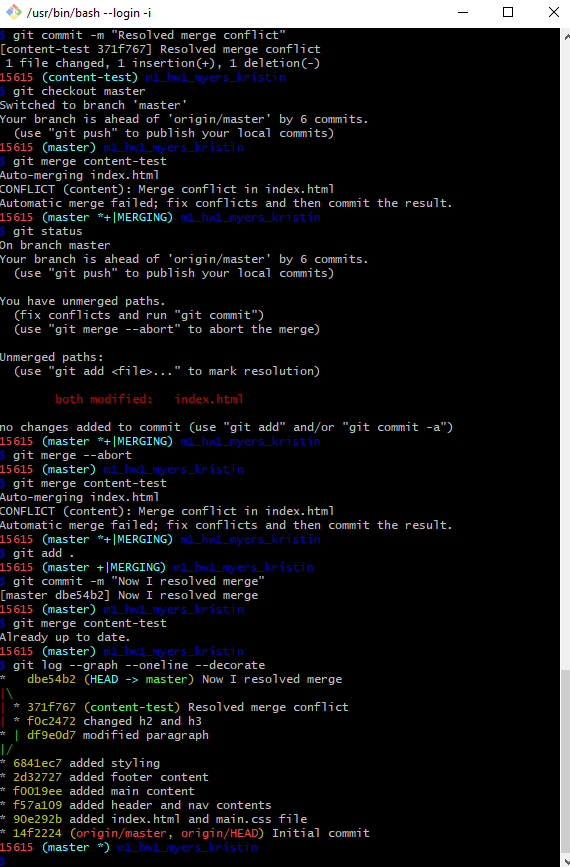 /usr/bin/bash --login -i
$ git commit -m "Resolved merge conflict"
[content-test 371f767] Resolved merge conflict
 1 file changed, 1 insertion(+), 1 deletion(-)
15615 (content-test) m1_hw1_myers_kristin
$ git checkout master
Switched to branch 'master'
Your branch is ahead of 'origin/master' by 6 commits.
  (use "git push" to publish your local commits)
15615 (master) m1_hw1_myers_kristin
$ git merge content-test
Auto-merging index.html
CONFLICT (content): Merge conflict in index.html
Automatic merge failed; fix conflicts and then commit the result.
15615 (master *+|MERGING) m1_hw1_myers_kristin
$ git status
On branch master
Your branch is ahead of 'origin/master' by 6 commits.
  (use "git push" to publish your local commits)

You have unmerged paths.
  (fix conflicts and run "git commit")
  (use "git merge --abort" to abort the merge)

Unmerged paths:
  (use "git add <file>..." to mark resolution)

        both modified:   index.html

no changes added to commit (use "git add" and/or "git commit -a")
15615 (master *+|MERGING) m1_hw1_myers_kristin
$ git merge --abort
15615 (master) m1_hw1_myers_kristin
$ git merge content-test
Auto-merging index.html
CONFLICT (content): Merge conflict in index.html
Automatic merge failed; fix conflicts and then commit the result.
15615 (master *+|MERGING) m1_hw1_myers_kristin
$ git add .
15615 (master +|MERGING) m1_hw1_myers_kristin
$ git commit -m "Now I resolved merge"
[master dbe54b2] Now I resolved merge
15615 (master) m1_hw1_myers_kristin
$ git merge content-test
Already up to date.
15615 (master) m1_hw1_myers_kristin
$ git log --graph --oneline --decorate
*   dbe54b2 (HEAD -> master) Now I resolved merge
|\
| * 371f767 (content-test) Resolved merge conflict
| * f0c2472 changed h2 and h3
* | df9e0d7 modified paragraph
|/
* 6841ec7 added styling
* 2d32727 added footer content
* f0019ee added main content
* f57a109 added header and nav contents
* 90e292b added index.html and main.css file
* 14f2224 (origin/master, origin/HEAD) Initial commit
15615 (master *) m1_hw1_myers_kristin
$